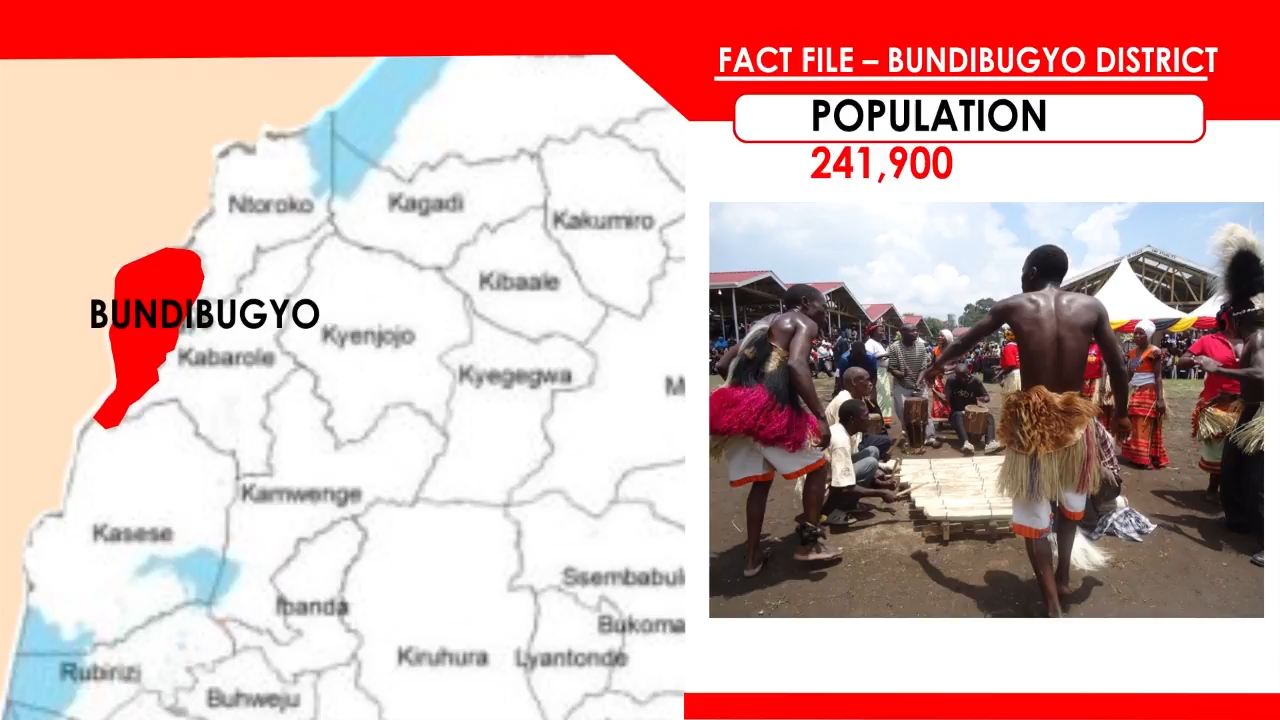 FACT FILE – BUNDIBUGYO DISTRICT
POPULATION
241,900
Ntoroko
Kagadi
Kakumiro
Kibaale
BUNDIBUGYO
Kyenjojo
Kabarole
Kyegegwa
M
Kamwenge
Kasese
Ssembabul
Ibanda
Bukoma
Kiruhura
Lyantonde
Rubirizi
Buhweju